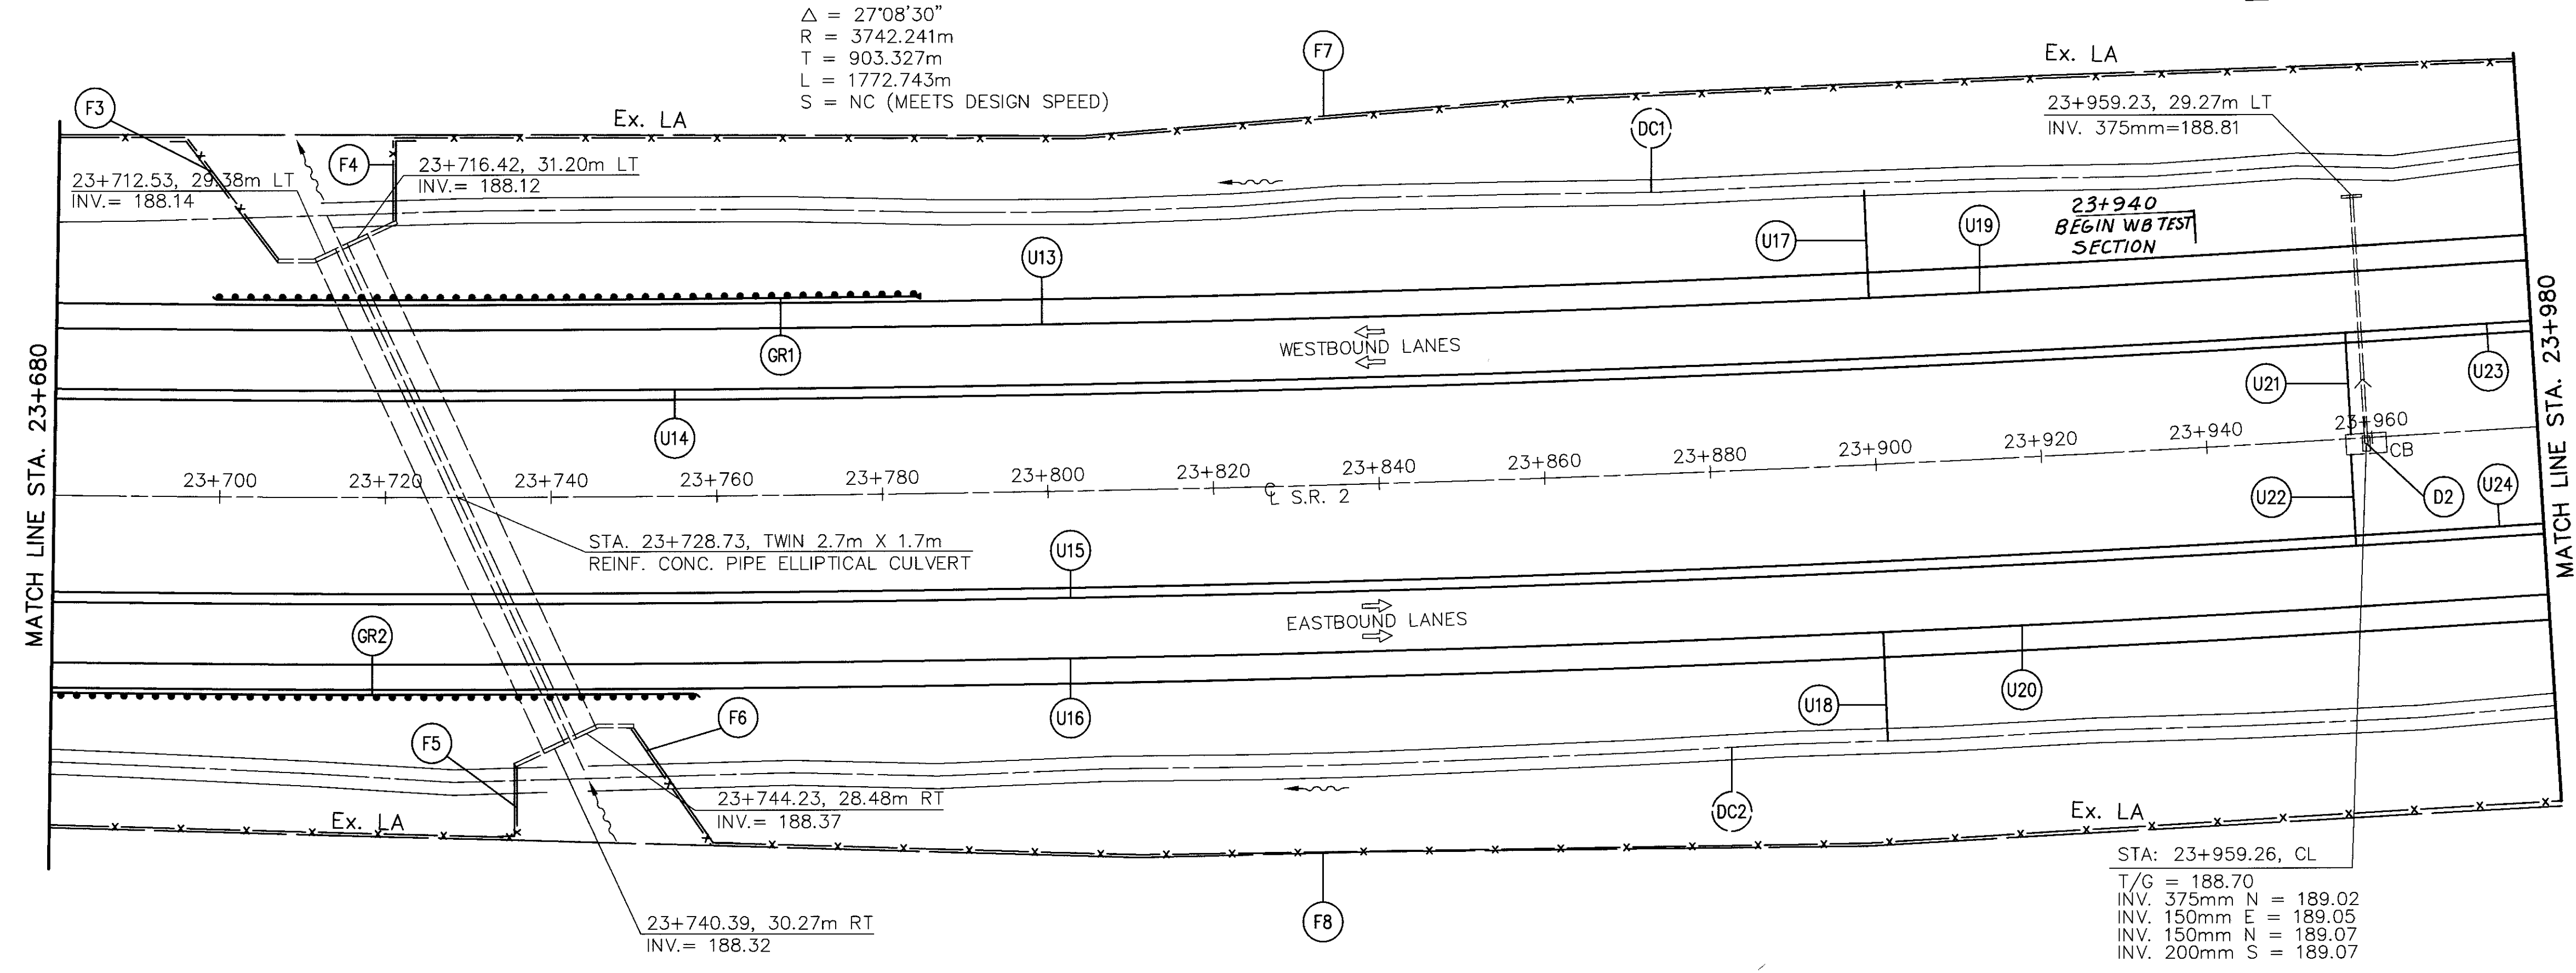 Δ = 27°08'30"
R = 3742.241m
T = 903.327m
L = 1772.743m
S = NC (MEETS DESIGN SPEED)
F7
Ex. LA
F3
Ex. LA
F4
DC1
23+959.23, 29.27m LT
INV. 375mm=188.81
23+712.53, 29.38m LT
INV.= 188.14
23+716.42, 31.20m LT
INV.= 188.12
23+940
BEGIN WB TEST
SECTION
U13
U17
U19
GR1
WESTBOUND LANES
U14
U21
U23
MATCH LINE STA. 23+680
MATCH LINE STA. 23+980
23+700
23+720
23+740
23+760
23+780
23+800
23+820
23+840
23+860
23+880
23+900
23+920
23+940
23+960
CB
℄ S.R. 2
U22
D2
U24
STA. 23+728.73, TWIN 2.7m X 1.7m
REINF. CONC. PIPE ELLIPTICAL CULVERT
U15
EASTBOUND LANES
GR2
U16
U18
U20
F5
F6
23+744.23, 28.48m RT
INV.= 188.37
Ex. LA
DC2
Ex. LA
23+740.39, 30.27m RT
INV.= 188.32
F8
STA: 23+959.26, CL
T/G = 188.70
INV. 375mm N = 189.02
INV. 150mm E = 189.05
INV. 150mm N = 189.07
INV. 200mm S = 189.07